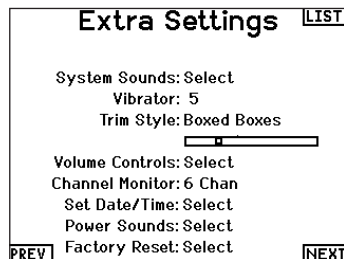 Extra Settings LIST
System Sounds: Select
Vibrator: 5
Trim Style: Boxed Boxes
Volume Controls: Select
Channel Monitor: 6 Chan
Set Date/Time: Select
Power Sounds: Select
PREV Factory Reset: Select NEXT